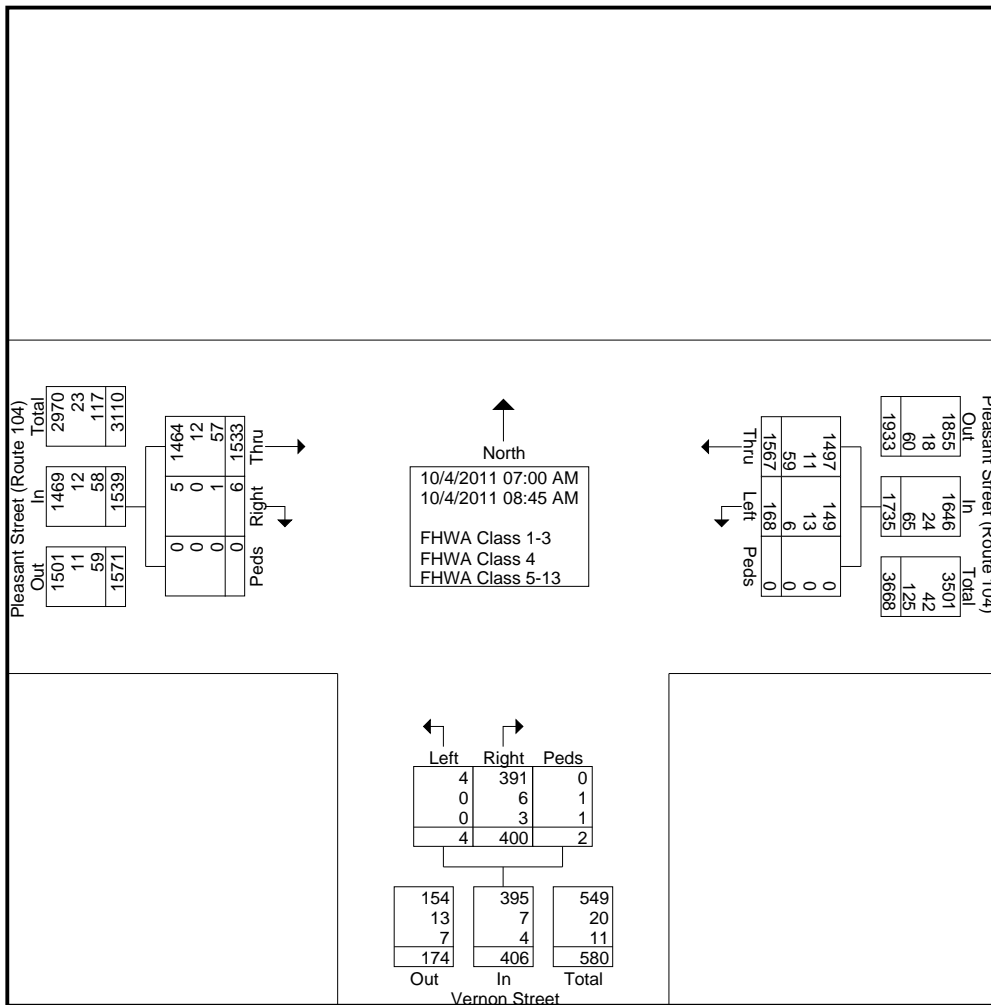 Pleasant Street (Route 104)
Out In Total
1855 1646 3501
18 24 42
60 65 125
1933 1735 3668
Thru Left Peds
1497 149 0
11 13 0
59 6 0
1567 168 0
North
10/4/2011 07:00 AM
10/4/2011 08:45 AM
FHWA Class 1-3
FHWA Class 4
FHWA Class 5-13
Pleasant Street (Route 104)
Out In Total
1501 1469 2970
11 12 23
59 58 117
1571 1539 3110
Peds Right Thru
0 5 1464
0 0 12
0 1 57
0 6 1533
Left Right Peds
4 391 0
0 6 1
0 3 1
4 400 2
154 395 549
13 7 20
7 4 11
174 406 580
Out In Total
Vernon Street